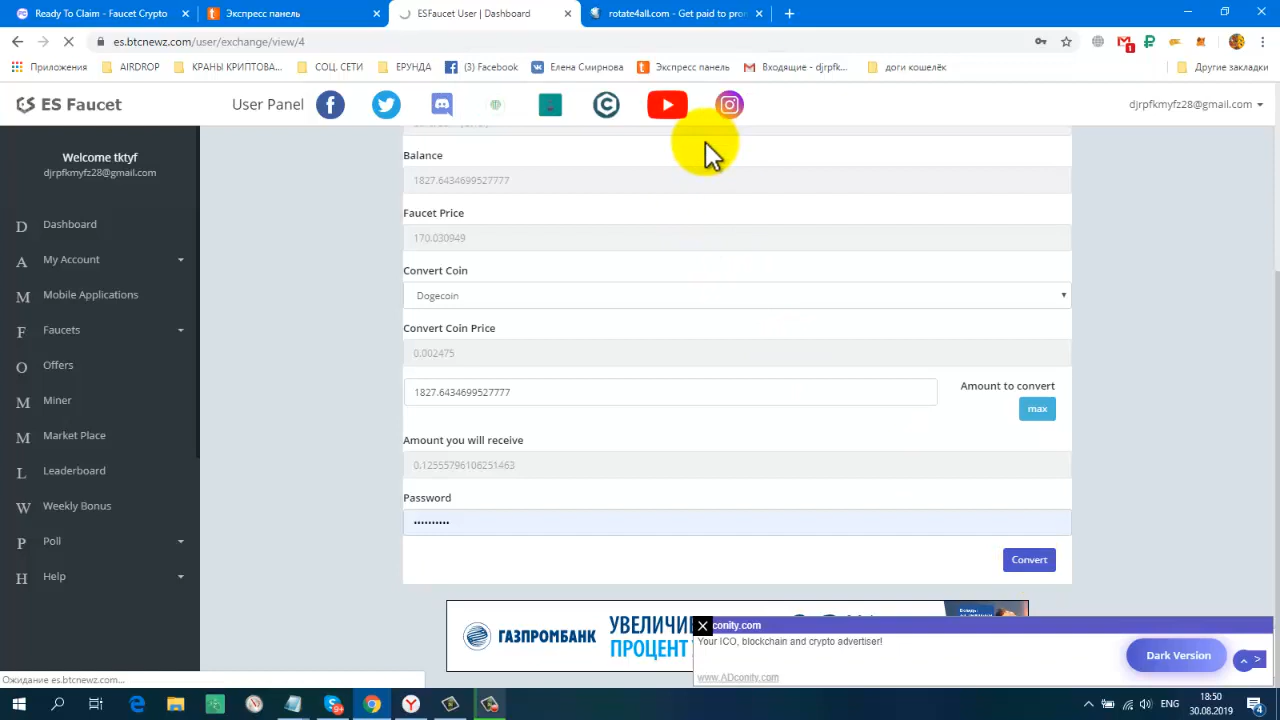 Ready To Claim - Faucet Crypto
Экспресс панель
ESFaucet User | Dashboard
rotate4all.com - Get paid to pro
es.btcnewz.com/user/exchange/view/4
Приложения
AIRDROP
КРАНЫ КРИПТОВА...
СОЦ. СЕТИ
ЕРУНДА
(3) Facebook
Елена Смирнова
Экспресс панель
Входящие - djrpfk...
доги кошелёк
Другие закладки
ES Faucet
User Panel
djrpfkmyfz28@gmail.com
Welcome tktyf
djrpfkmyfz28@gmail.com
D Dashboard
A My Account
M Mobile Applications
F Faucets
O Offers
M Miner
M Market Place
L Leaderboard
W Weekly Bonus
P Poll
H Help
Balance
1827.6434699527777
Faucet Price
170.030949
Convert Coin
Dogecoin
Convert Coin Price
0.002475
1827.6434699527777
Amount to convert
max
Amount you will receive
0.12555796106251463
Password
Convert
ГАЗПРОМБАНК
УВЕЛИЧИ
ПРОЦЕНТ
conity.com
Your ICO, blockchain and crypto advertiser!
www.ADconity.com
Dark Version
Ожидание es.btcnewz.com...
ENG
18:50
30.08.2019